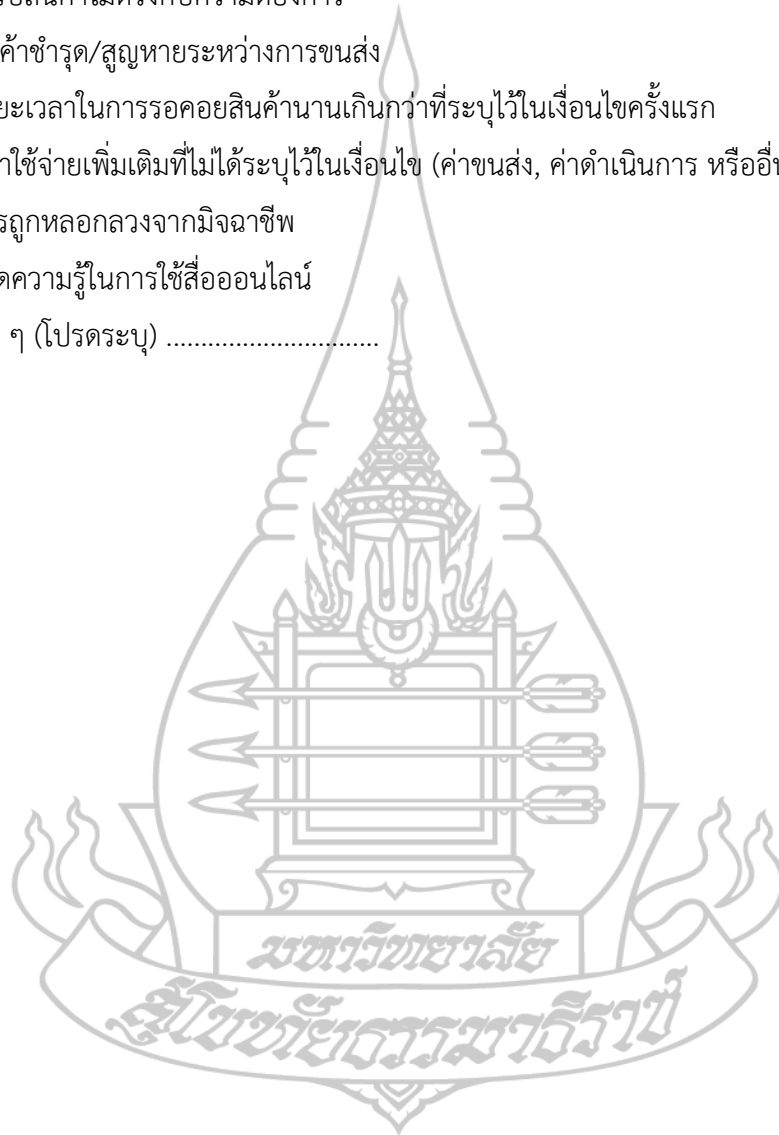 ค้าชำรุด/สูญหายระหว่างการขนส่ง
ยะเวลาในการรอคอยสินค้านานเกินกว่าที่ระบุไว้ในเงื่อนไขครั้งแรก
าใช้จ่ายเพิ่มเติมที่ไม่ได้ระบุไว้ในเงื่อนไข (ค่าขนส่ง, ค่าดำเนินการ หรืออื่น
รถูกหลอกลวงจากมิจฉาชีพ
ดความรู้ในการใช้สื่อออนไลน์
ๆ (โปรดระบุ) ...............................
มหาวิทยาลัย
สุโขทัยธรรมาธิราช